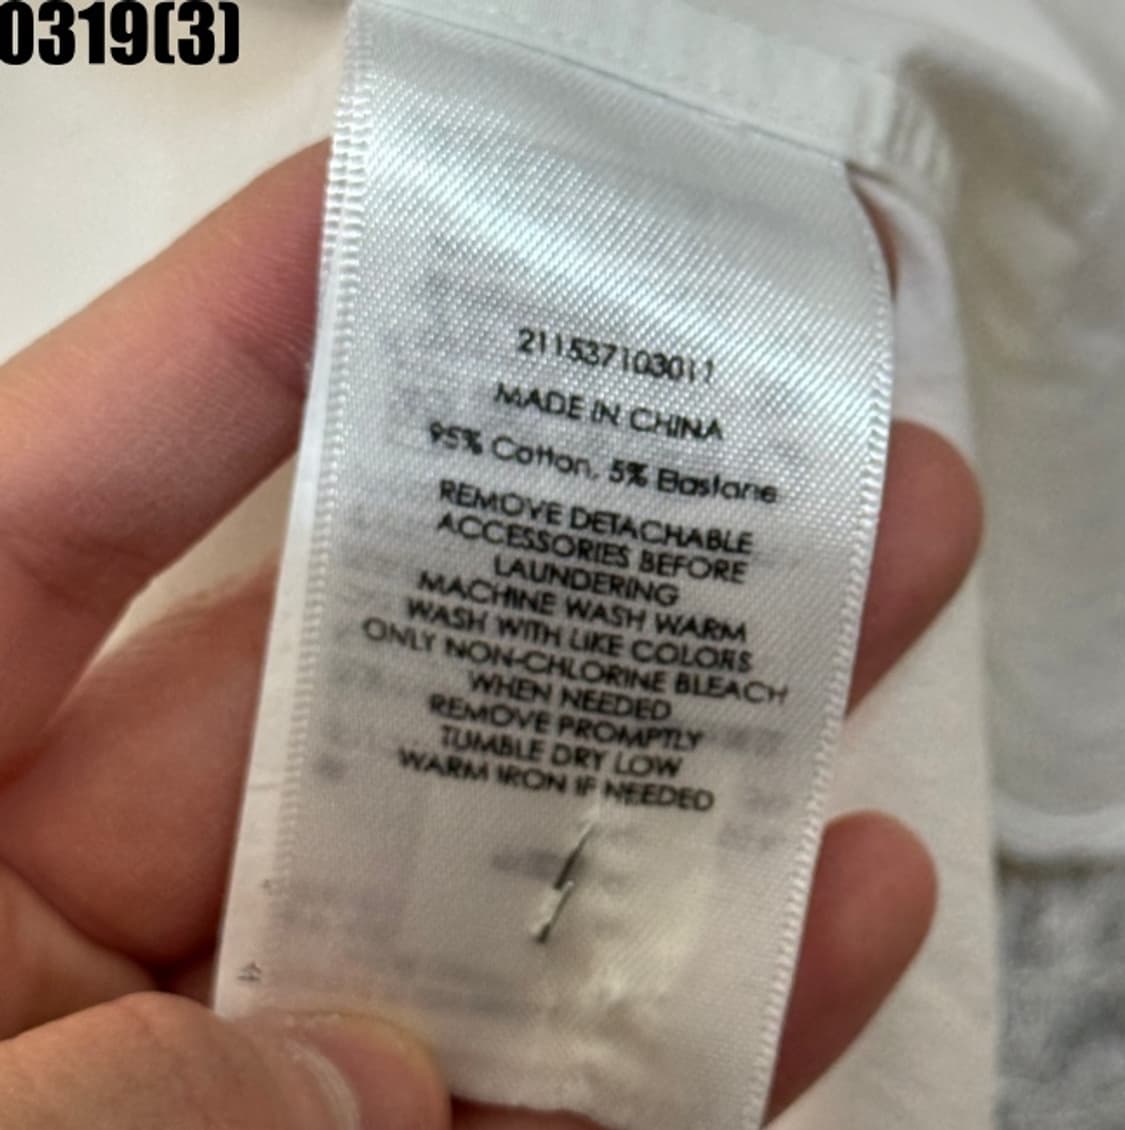 0319(3)
211537103011
MADE IN CHINA
95% Cotton, 5% Elastane
REMOVE DETACHABLE
ACCESSORIES BEFORE
LAUNDERING
MACHINE WASH WARM
WASH WITH LIKE COLORS
ONLY NON-CHLORINE BLEACH
WHEN NEEDED
REMOVE PROMPTLY
TUMBLE DRY LOW
WARM IRON IF NEEDED